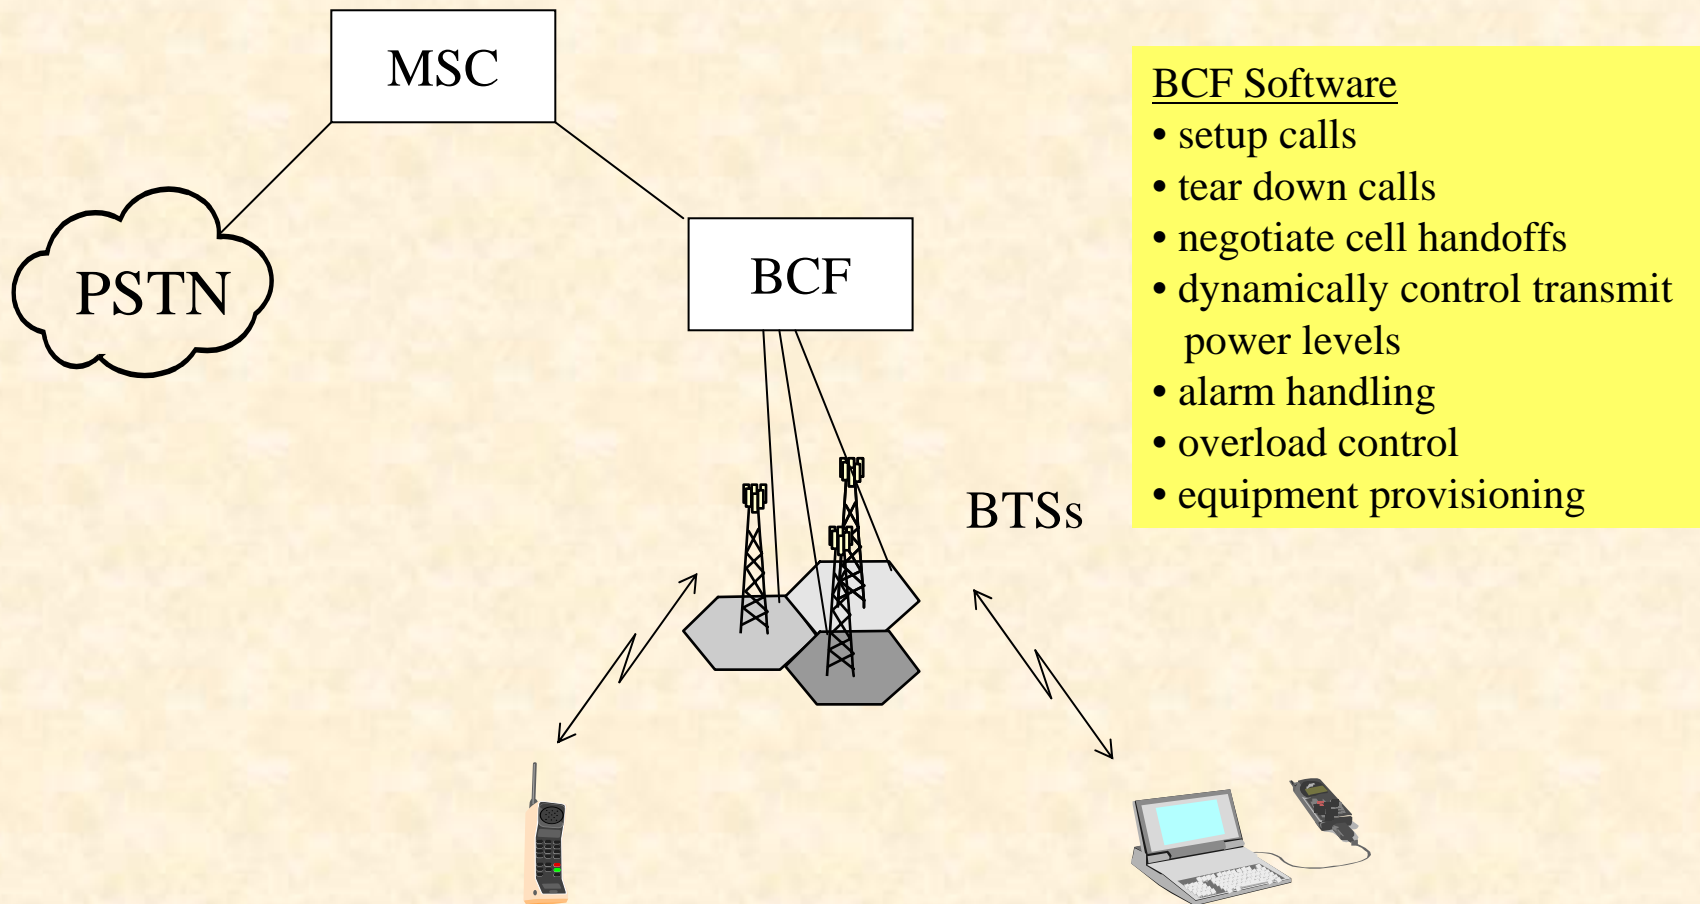 MSC
PSTN
BCF
BTSs
BCF Software
• setup calls
• tear down calls
• negotiate cell handoffs
• dynamically control transmit
power levels
• alarm handling
• overload control
• equipment provisioning